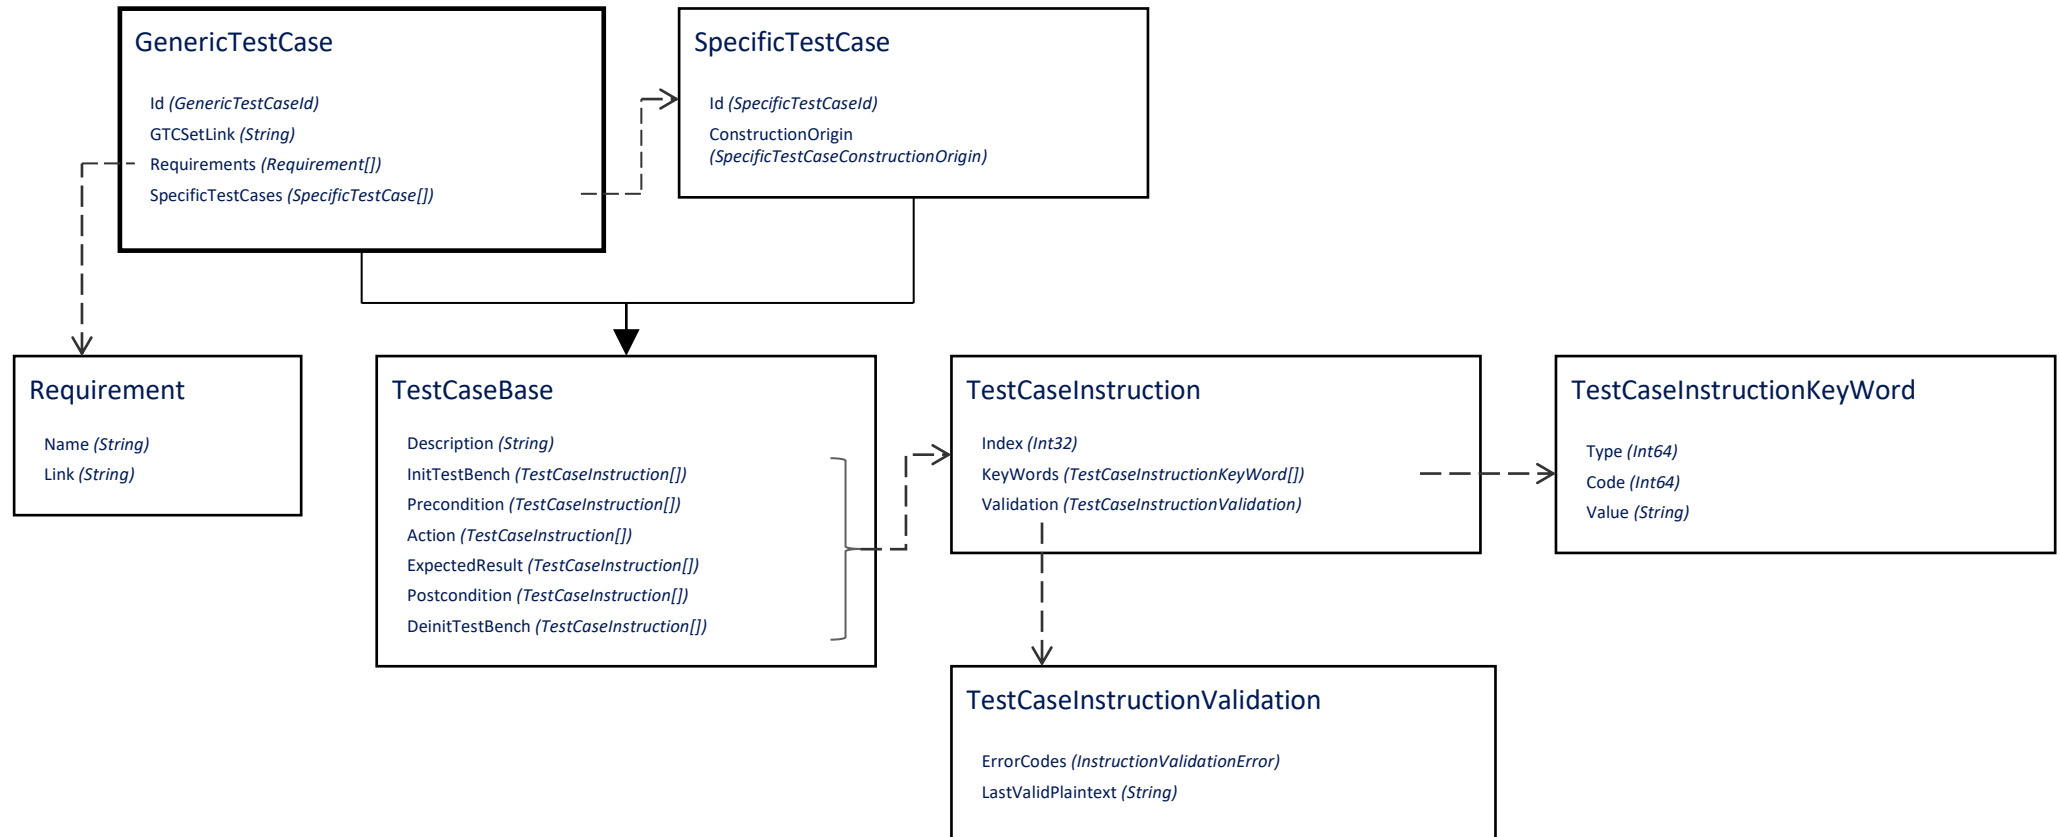 GenericTestCase
Id (GenericTestCaseId)
GTCSetLink (String)
Requirements (Requirement[])
SpecificTestCases (SpecificTestCase[])
SpecificTestCase
Id (SpecificTestCaseId)
ConstructionOrigin
(SpecificTestCaseConstructionOrigin)
Requirement
Name (String)
Link (String)
TestCaseBase
Description (String)
InitTestBench (TestCaseInstruction[])
Precondition (TestCaseInstruction[])
Action (TestCaseInstruction[])
ExpectedResult (TestCaseInstruction[])
Postcondition (TestCaseInstruction[])
DeinitTestBench (TestCaseInstruction[])
TestCaseInstruction
Index (Int32)
KeyWords (TestCaseInstructionKeyWord[])
Validation (TestCaseInstructionValidation)
TestCaseInstructionKeyWord
Type (Int64)
Code (Int64)
Value (String)
TestCaseInstructionValidation
ErrorCodes (InstructionValidationError)
LastValidPlaintext (String)